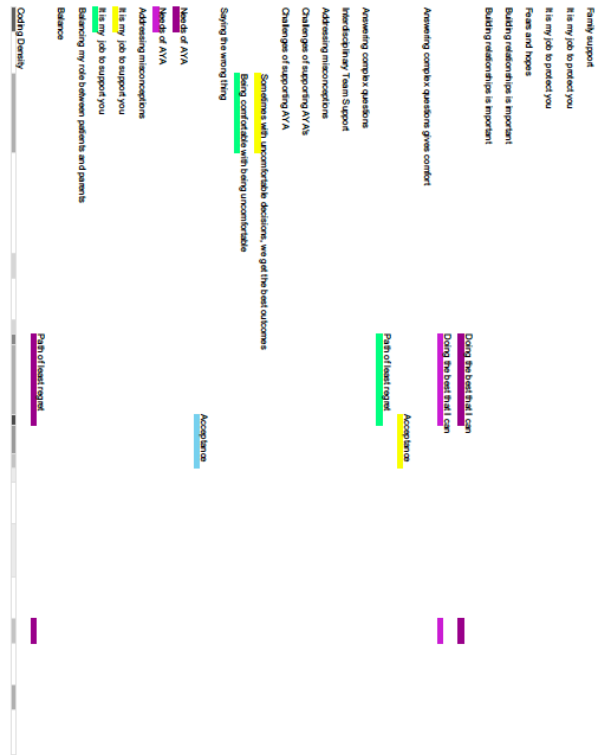 Family support
It is my job to protect you
It is my job to protect you
Fears and hopes
Building relationships is important
Building relationships is important
Doing the best that I can
Doing the best that I can
Answering complex questions gives comfort
Acceptance
Path of least regret
Answering complex questions
Interdisciplinary Team Support
Addressing misconceptions
Challenges of supporting AYA's
Challenges of supporting AYA
Sometimes with uncomfortable decisions, we get the best outcomes
Being comfortable with being uncomfortable
Saying the wrong thing
Acceptance
Needs of AYA
Needs of AYA
Addressing misconceptions
It is my job to support you
It is my job to support you
Balancing my role between patients and parents
Balance
Path of least regret
Coding Density